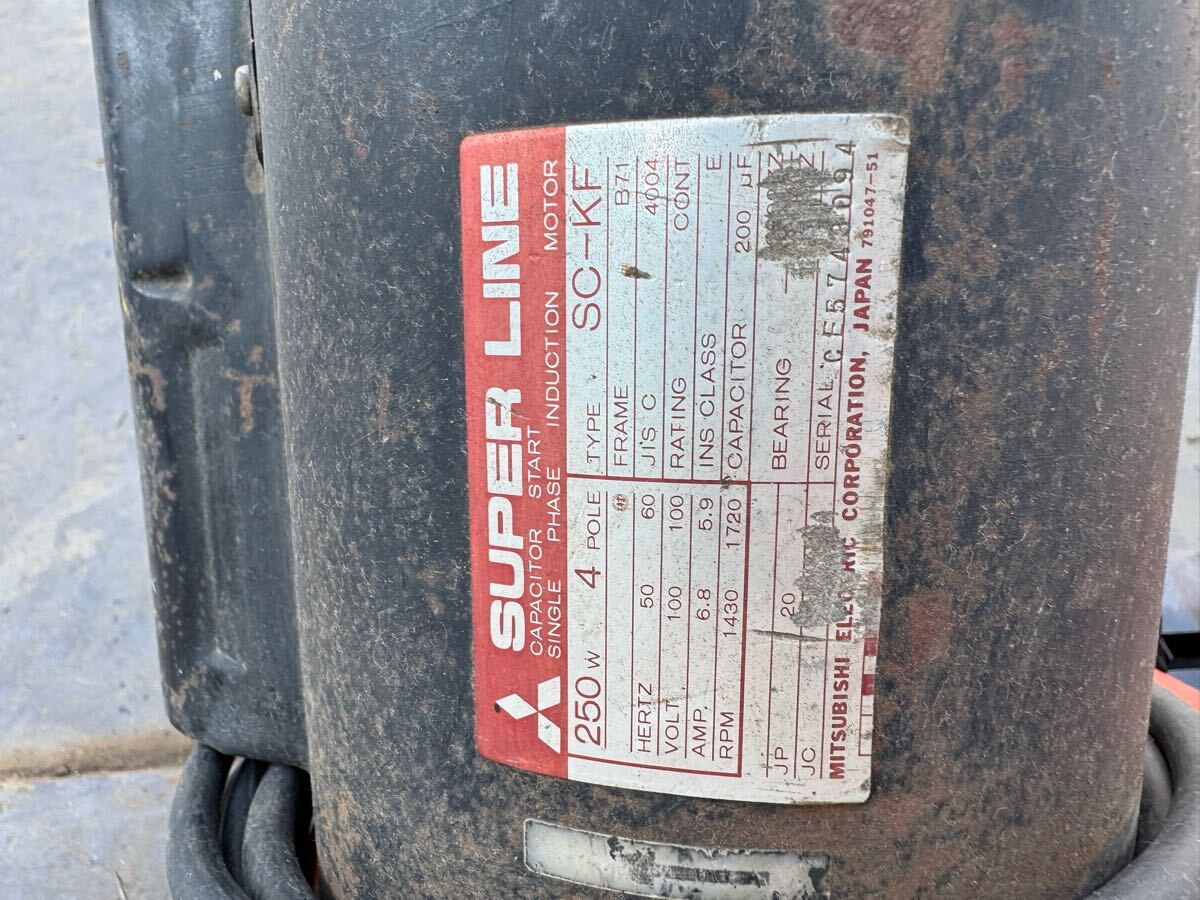 SUPER LINE
CAPACITOR START
SINGLE PHASE INDUCTION MOTOR
250 W 4 POLE
HERTZ 50 60
VOLT. 100 100
AMP. 6.8 5.9
RPM 1430 1720
TYPE SC-KF
FRAME B71
JIS C 4004
RATING CONT
INS CLASS E
CAPACITOR 200 µF
JP 20
JC
BEARING Z
Z
SERIAL CE5743094
MITSUBISHI CORPORATION, JAPAN 791047-51